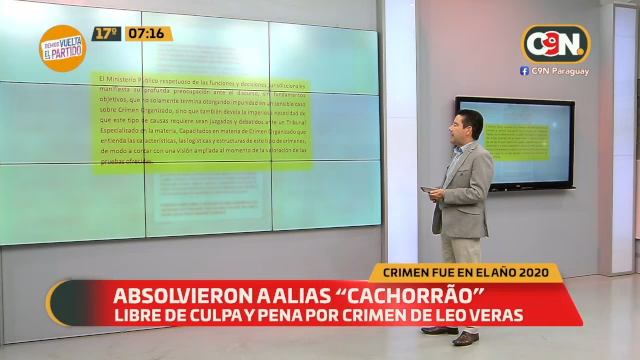 DEMOS VUELTA
EL PARTIDO
17º
07:16
C9N
C9N Paraguay
El Ministerio Público respetuoso de las funciones y decisiones jurisdiccionales
manifiesta su profunda preocupación ante el discurso, sin fundamentos
objetivos, que no solamente termina otorgando impunidad en un sensible caso
sobre Crimen Organizado, sino que también devela la imperiosa necesidad de
que este tipo de causas requiere sean juzgados y debatidos ante un Tribunal
Especializado en la materia, Capacitados en materia de Crimen Organizado que
entienda las características, las logísticas y estructuras de este tipo de crímenes,
de modo a contar con una visión ampliada al momento de la valoración de las
pruebas ofrecidas.
CRIMEN FUE EN EL AÑO 2020
ABSOLVIERON A ALIAS “CACHORRÃO”
LIBRE DE CULPA Y PENA POR CRIMEN DE LEO VERAS